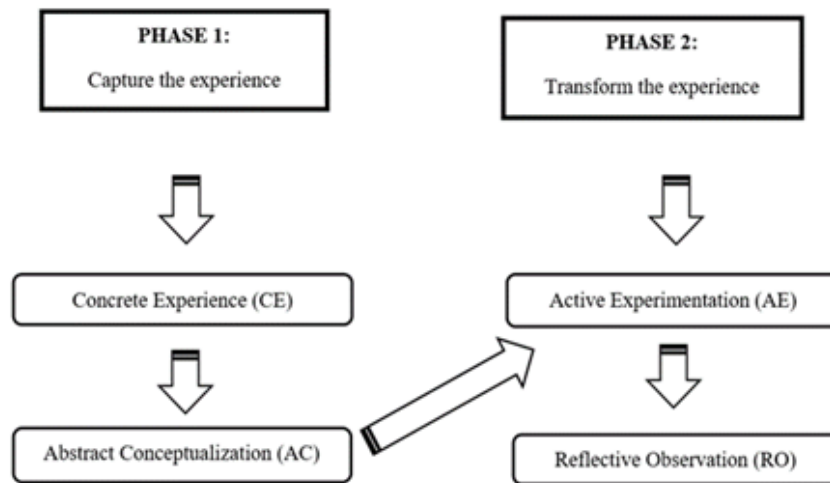 PHASE 1:
Capture the experience
Concrete Experience (CE)
Abstract Conceptualization (AC)
PHASE 2:
Transform the experience
Active Experimentation (AE)
Reflective Observation (RO)